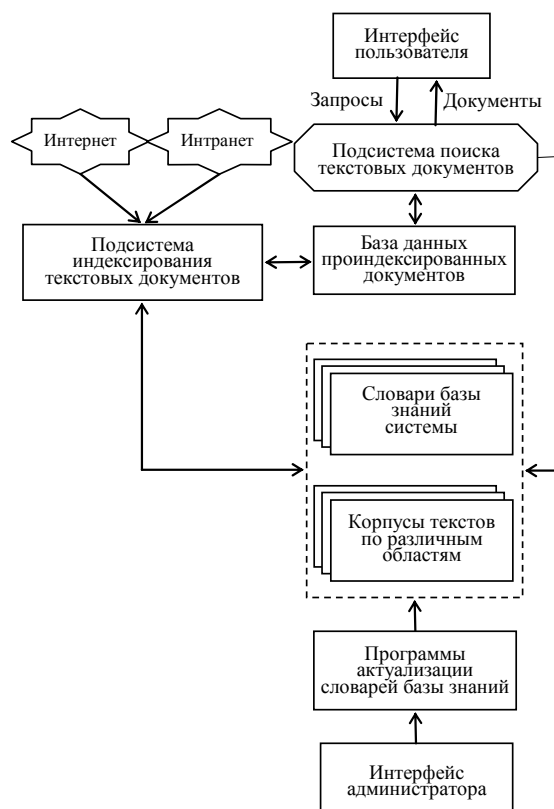 Интерфейс
пользователя
Запросы
Документы
Интернет
Интранет
Подсистема поиска
текстовых документов
Подсистема
индексирования
текстовых документов
База данных
проиндексированных
документов
Словари базы
знаний
системы
Корпусы текстов
по различным
областям
Программы
актуализации
словарей базы знаний
Интерфейс
администратора